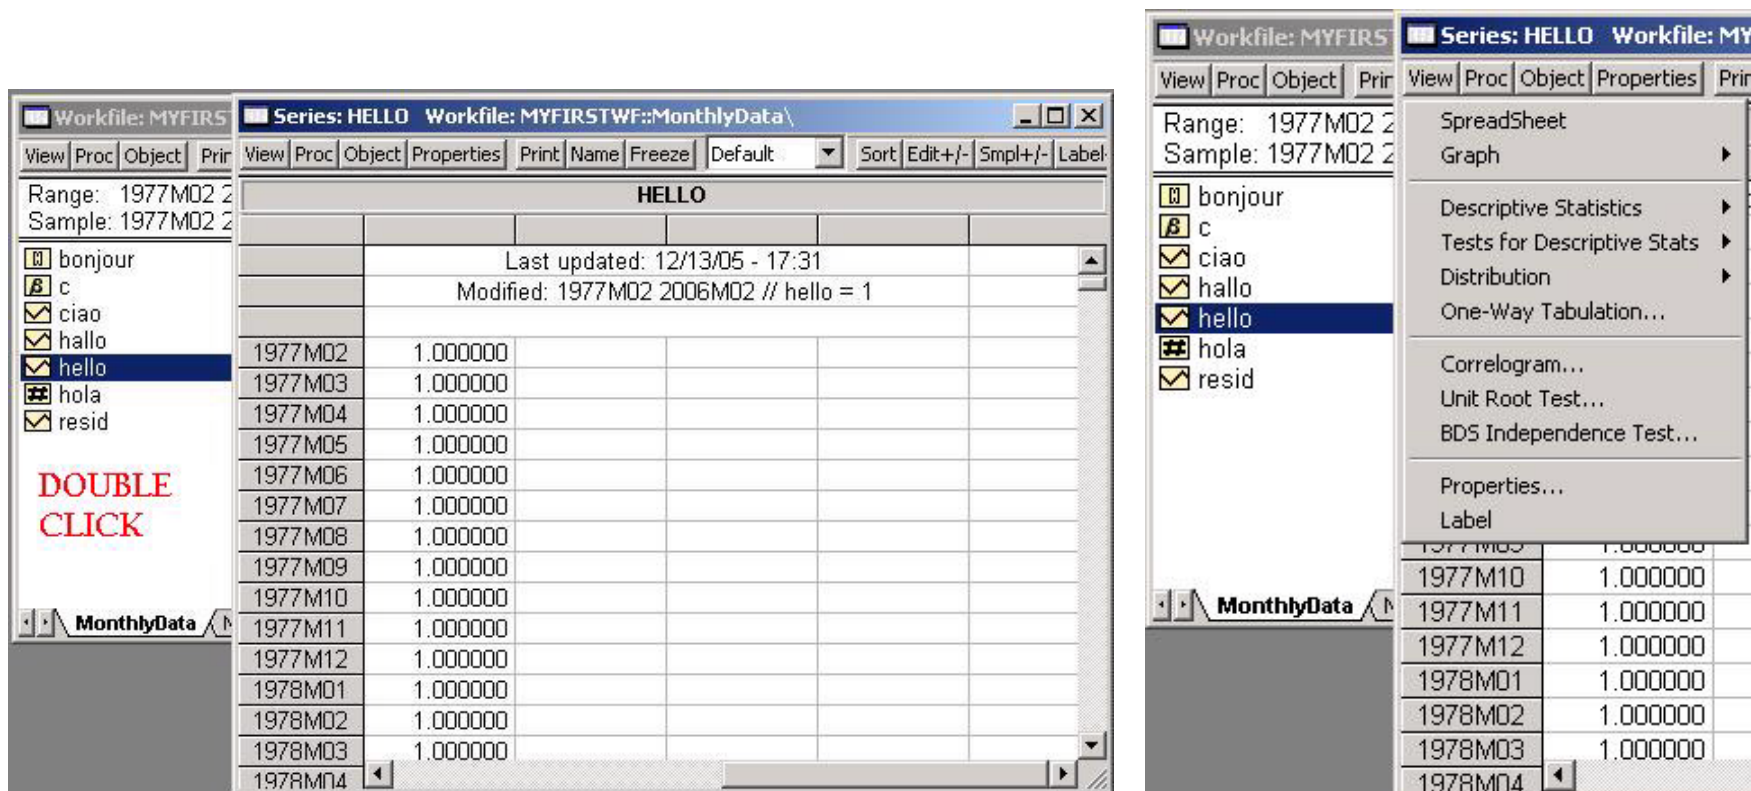 Workfile: MYFIRST
View Proc Object Prin
Range: 1977M02 2
Sample: 1977M02 2
bonjour
c
ciao
hallo
hello
hola
resid
DOUBLE
CLICK
MonthlyData
Series: HELLO Workfile: MYFIRSTWF::MonthlyData\
View Proc Object Properties Print Name Freeze Default Sort Edit+/- Smpl+/- Label
HELLO
Last updated: 12/13/05 - 17:31
Modified: 1977M02 2006M02 // hello = 1
1977M02 1.000000
1977M03 1.000000
1977M04 1.000000
1977M05 1.000000
1977M06 1.000000
1977M07 1.000000
1977M08 1.000000
1977M09 1.000000
1977M10 1.000000
1977M11 1.000000
1977M12 1.000000
1978M01 1.000000
1978M02 1.000000
1978M03 1.000000
1978M04
Workfile: MYFIRST
View Proc Object Prin
Range: 1977M02 2
Sample: 1977M02 2
bonjour
c
ciao
hallo
hello
hola
resid
MonthlyData
Series: HELLO Workfile: MY
View Proc Object Properties Prin
SpreadSheet
Graph
Descriptive Statistics
Tests for Descriptive Stats
Distribution
One-Way Tabulation...
Correlogram...
Unit Root Test...
BDS Independence Test...
Properties...
Label
1977M09 1.000000
1977M10 1.000000
1977M11 1.000000
1977M12 1.000000
1978M01 1.000000
1978M02 1.000000
1978M03 1.000000
1978M04